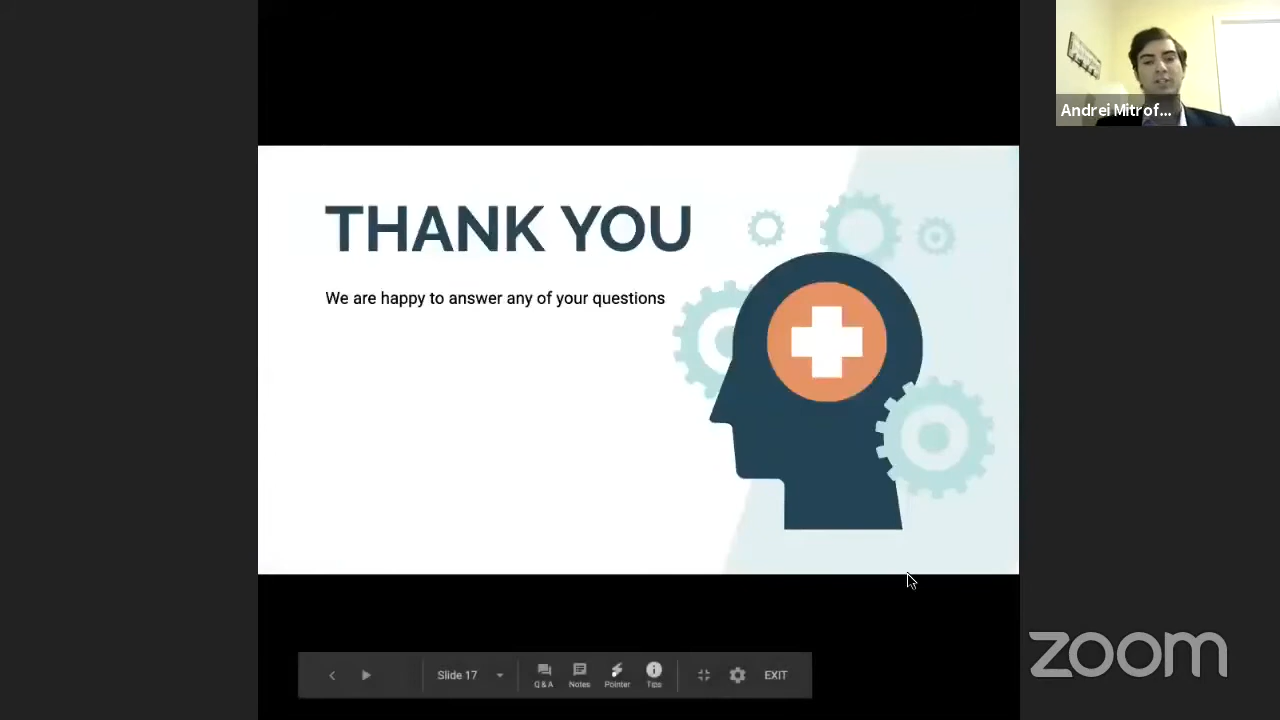 Andrei Mitrof...
THANK YOU
We are happy to answer any of your questions
Slide 17
Q & A
Notes
Pointer
Tips
EXIT
zoom